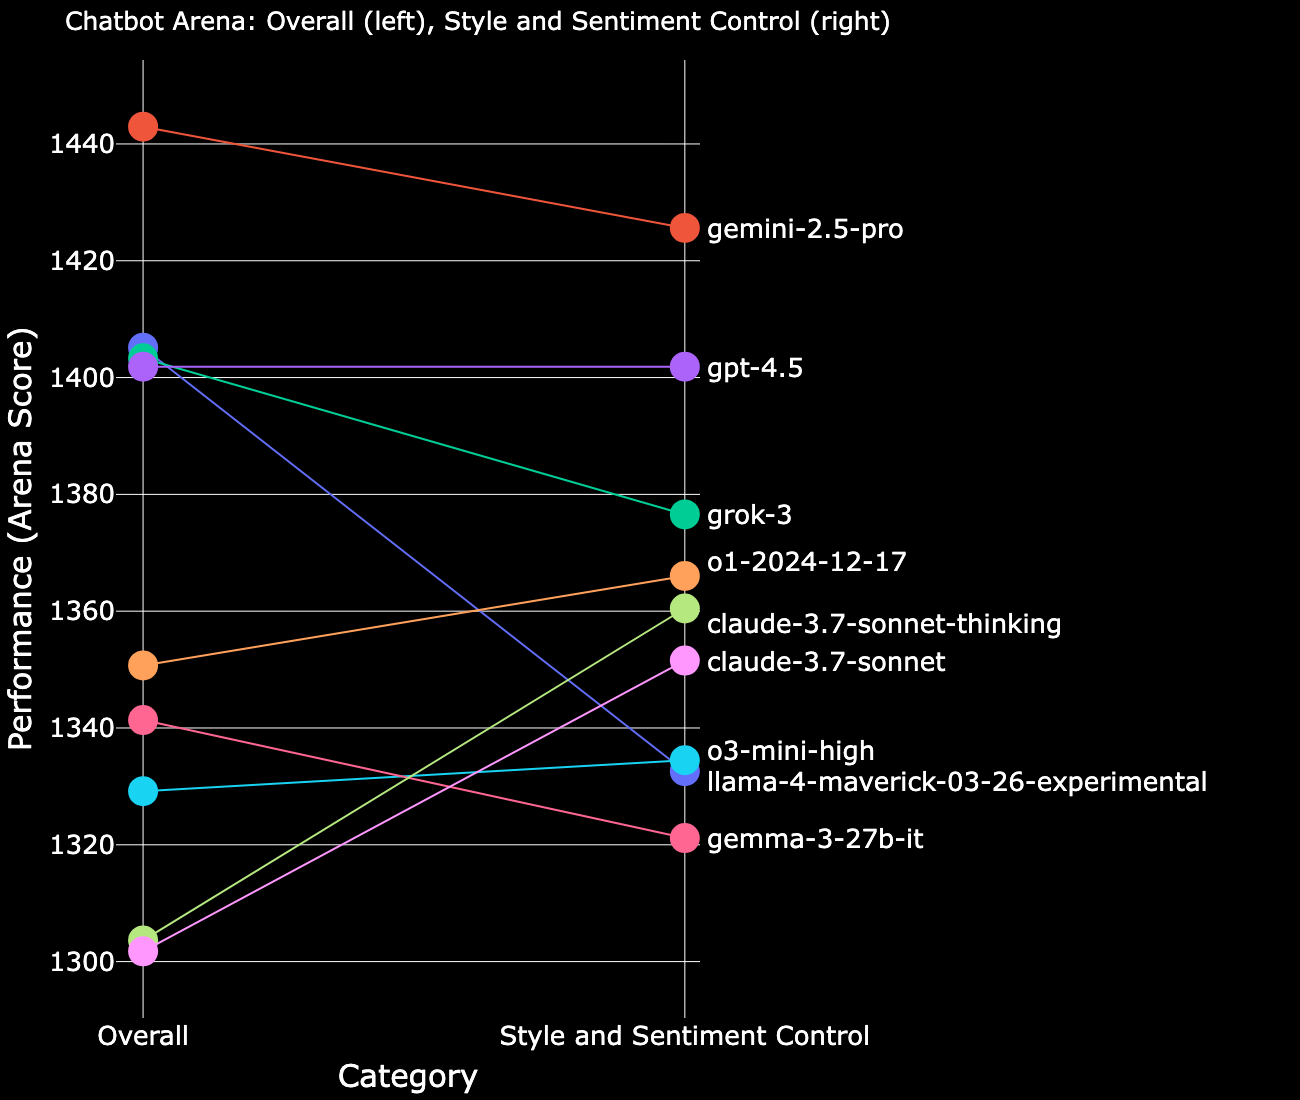 Chatbot Arena: Overall (left), Style and Sentiment Control (right)
Performance (Arena Score)
1440
1420
1400
1380
1360
1340
1320
1300
gemini-2.5-pro
gpt-4.5
grok-3
o1-2024-12-17
claude-3.7-sonnet-thinking
claude-3.7-sonnet
o3-mini-high
llama-4-maverick-03-26-experimental
gemma-3-27b-it
Overall
Style and Sentiment Control
Category